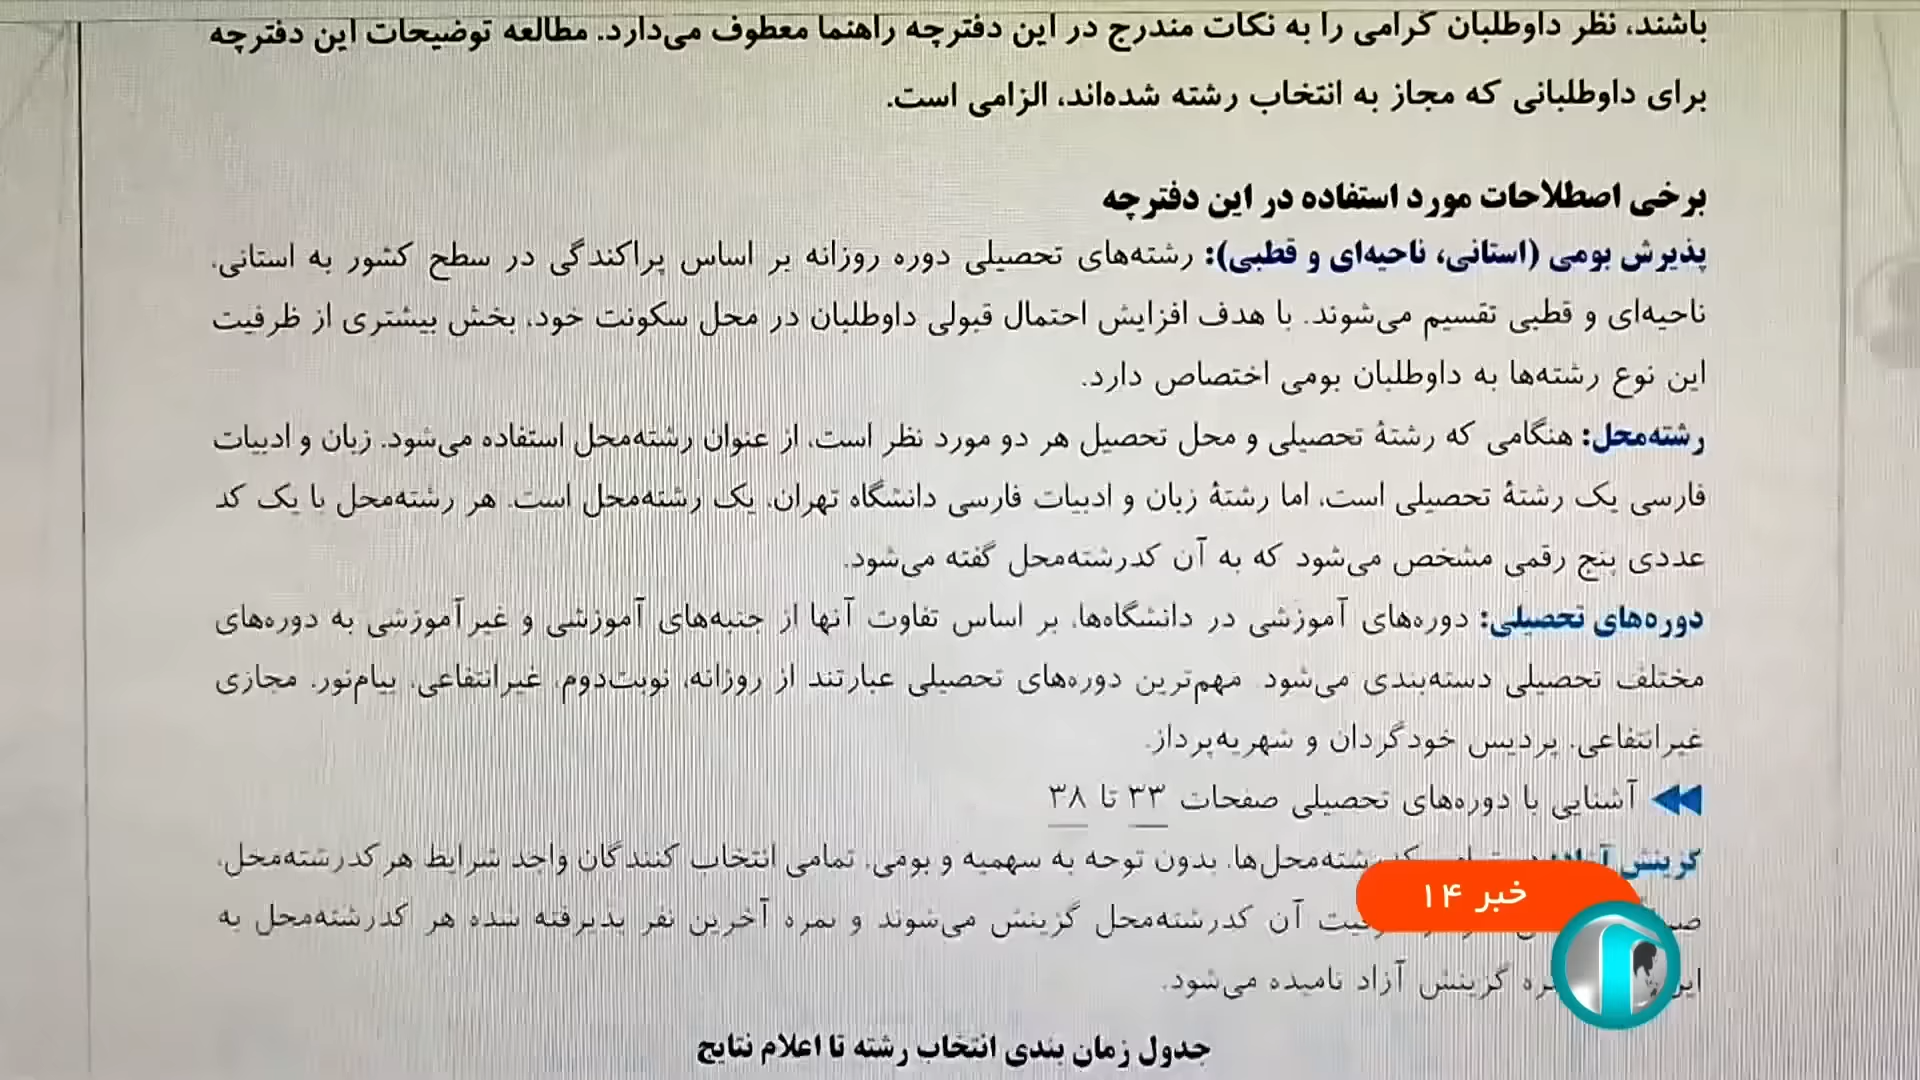 باشند، نظر داوطلبان گرامی را به نکات مندرج در این دفترچه راهنما معطوف می‌دارد. مطالعه توضیحات این دفترچه
برای داوطلبانی که مجاز به انتخاب رشته شده‌اند، الزامی است.
برخی اصطلاحات مورد استفاده در این دفترچه
پذیرش بومی (استانی، ناحیه‌ای و قطبی): رشته‌های تحصیلی دوره روزانه بر اساس پراکندگی در سطح کشور به استانی،
ناحیه‌ای و قطبی تقسیم می‌شوند. با هدف افزایش احتمال قبولی داوطلبان در محل سکونت خود، بخش بیشتری از ظرفیت
این نوع رشته‌ها به داوطلبان بومی اختصاص دارد.
رشته‌محل: هنگامی که رشتهٔ تحصیلی و محل تحصیل هر دو مورد نظر است، از عنوان رشته‌محل استفاده می‌شود. زبان و ادبیات
فارسی یک رشتهٔ تحصیلی است، اما رشتهٔ زبان و ادبیات فارسی دانشگاه تهران، یک رشته‌محل است. هر رشته‌محل با یک کد
عددی پنج رقمی مشخص می‌شود که به آن کدرشته‌محل گفته می‌شود.
دوره‌های تحصیلی: دوره‌های آموزشی در دانشگاه‌ها، بر اساس تفاوت آنها از جنبه‌های آموزشی و غیرآموزشی به دوره‌های
مختلف تحصیلی دسته‌بندی می‌شود. مهم‌ترین دوره‌های تحصیلی عبارتند از روزانه، نوبت‌دوم، غیرانتفاعی، پیام‌نور، مجازی
غیرانتفاعی، پردیس خودگردان و شهریه‌پرداز.
آشنایی با دوره‌های تحصیلی صفحات ۳۳ تا ۳۸
گزینش آزاد: رشته‌محل‌ها، بدون توجه به سهمیه و بومی، تمامی انتخاب کنندگان واجد شرایط هر کدرشته‌محل،
آن کدرشته‌محل گزینش می‌شوند و نمره آخرین نفر پذیرفته شده هر کدرشته‌محل به
گزینش آزاد نامیده می‌شود.
خبر ۱۴
جدول زمان بندی انتخاب رشته تا اعلام نتایج